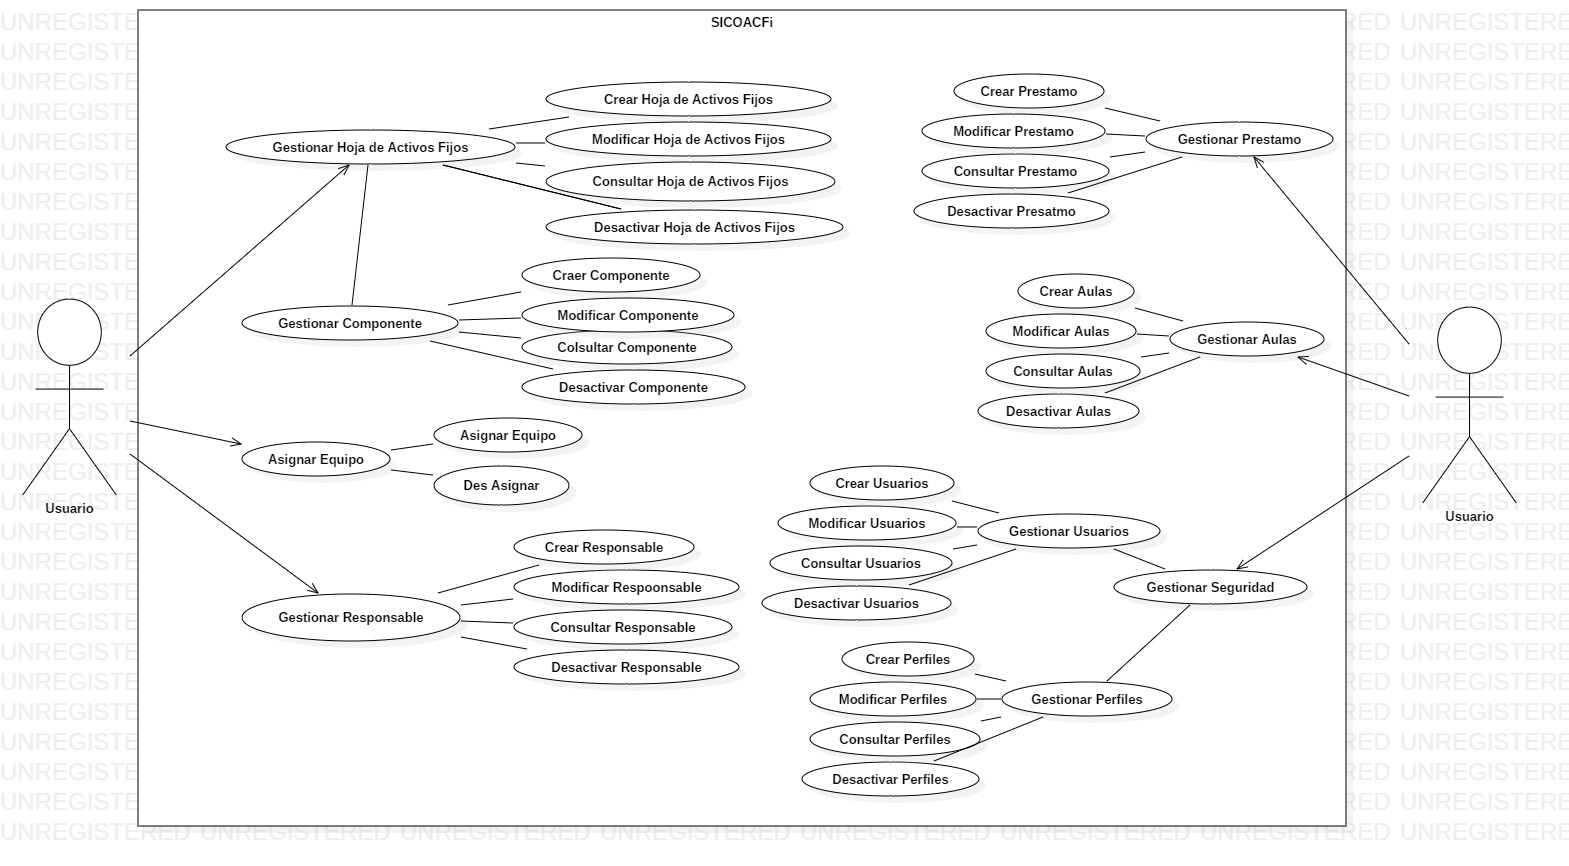 SICOACFi
Gestionar Hoja de Activos Fijos
Crear Hoja de Activos Fijos
Modificar Hoja de Activos Fijos
Consultar Hoja de Activos Fijos
Desactivar Hoja de Activos Fijos
Gestionar Componente
Craer Componente
Modificar Componente
Colsultar Componente
Desactivar Componente
Asignar Equipo
Asignar Equipo
Des Asignar
Gestionar Responsable
Crear Responsable
Modificar Respoonsable
Consultar Responsable
Desactivar Responsable
Usuario
Crear Prestamo
Modificar Prestamo
Consultar Prestamo
Desactivar Presatmo
Gestionar Prestamo
Crear Aulas
Modificar Aulas
Consultar Aulas
Desactivar Aulas
Gestionar Aulas
Crear Usuarios
Modificar Usuarios
Consultar Usuarios
Desactivar Usuarios
Gestionar Usuarios
Gestionar Seguridad
Crear Perfiles
Modificar Perfiles
Consultar Perfiles
Desactivar Perfiles
Gestionar Perfiles
Usuario
UNREGISTERED UNREGISTERED UNREGISTERED UNREGISTERED UNREGISTERED UNREGISTERED UNREGISTERED UNREGISTERE